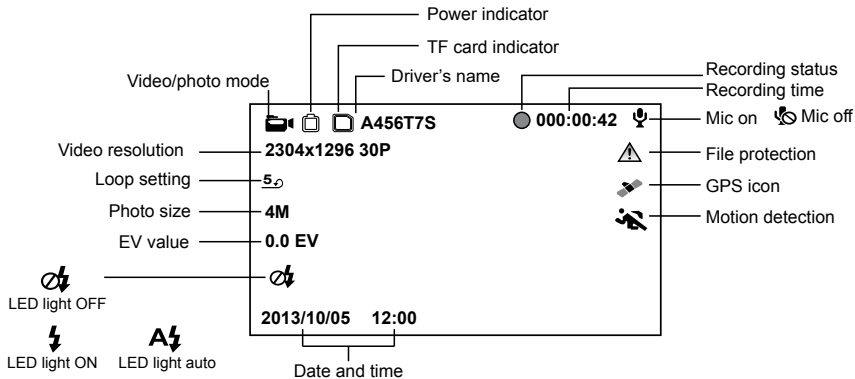 Power indicator
TF card indicator
Video/photo mode
Driver's name
Recording status
Recording time
A456T7S
000:00:42
Mic on
Mic off
Video resolution
2304x1296 30P
File protection
Loop setting
5
GPS icon
Photo size
4M
Motion detection
EV value
0.0 EV
LED light OFF
2013/10/05 12:00
A
LED light ON
LED light auto
Date and time